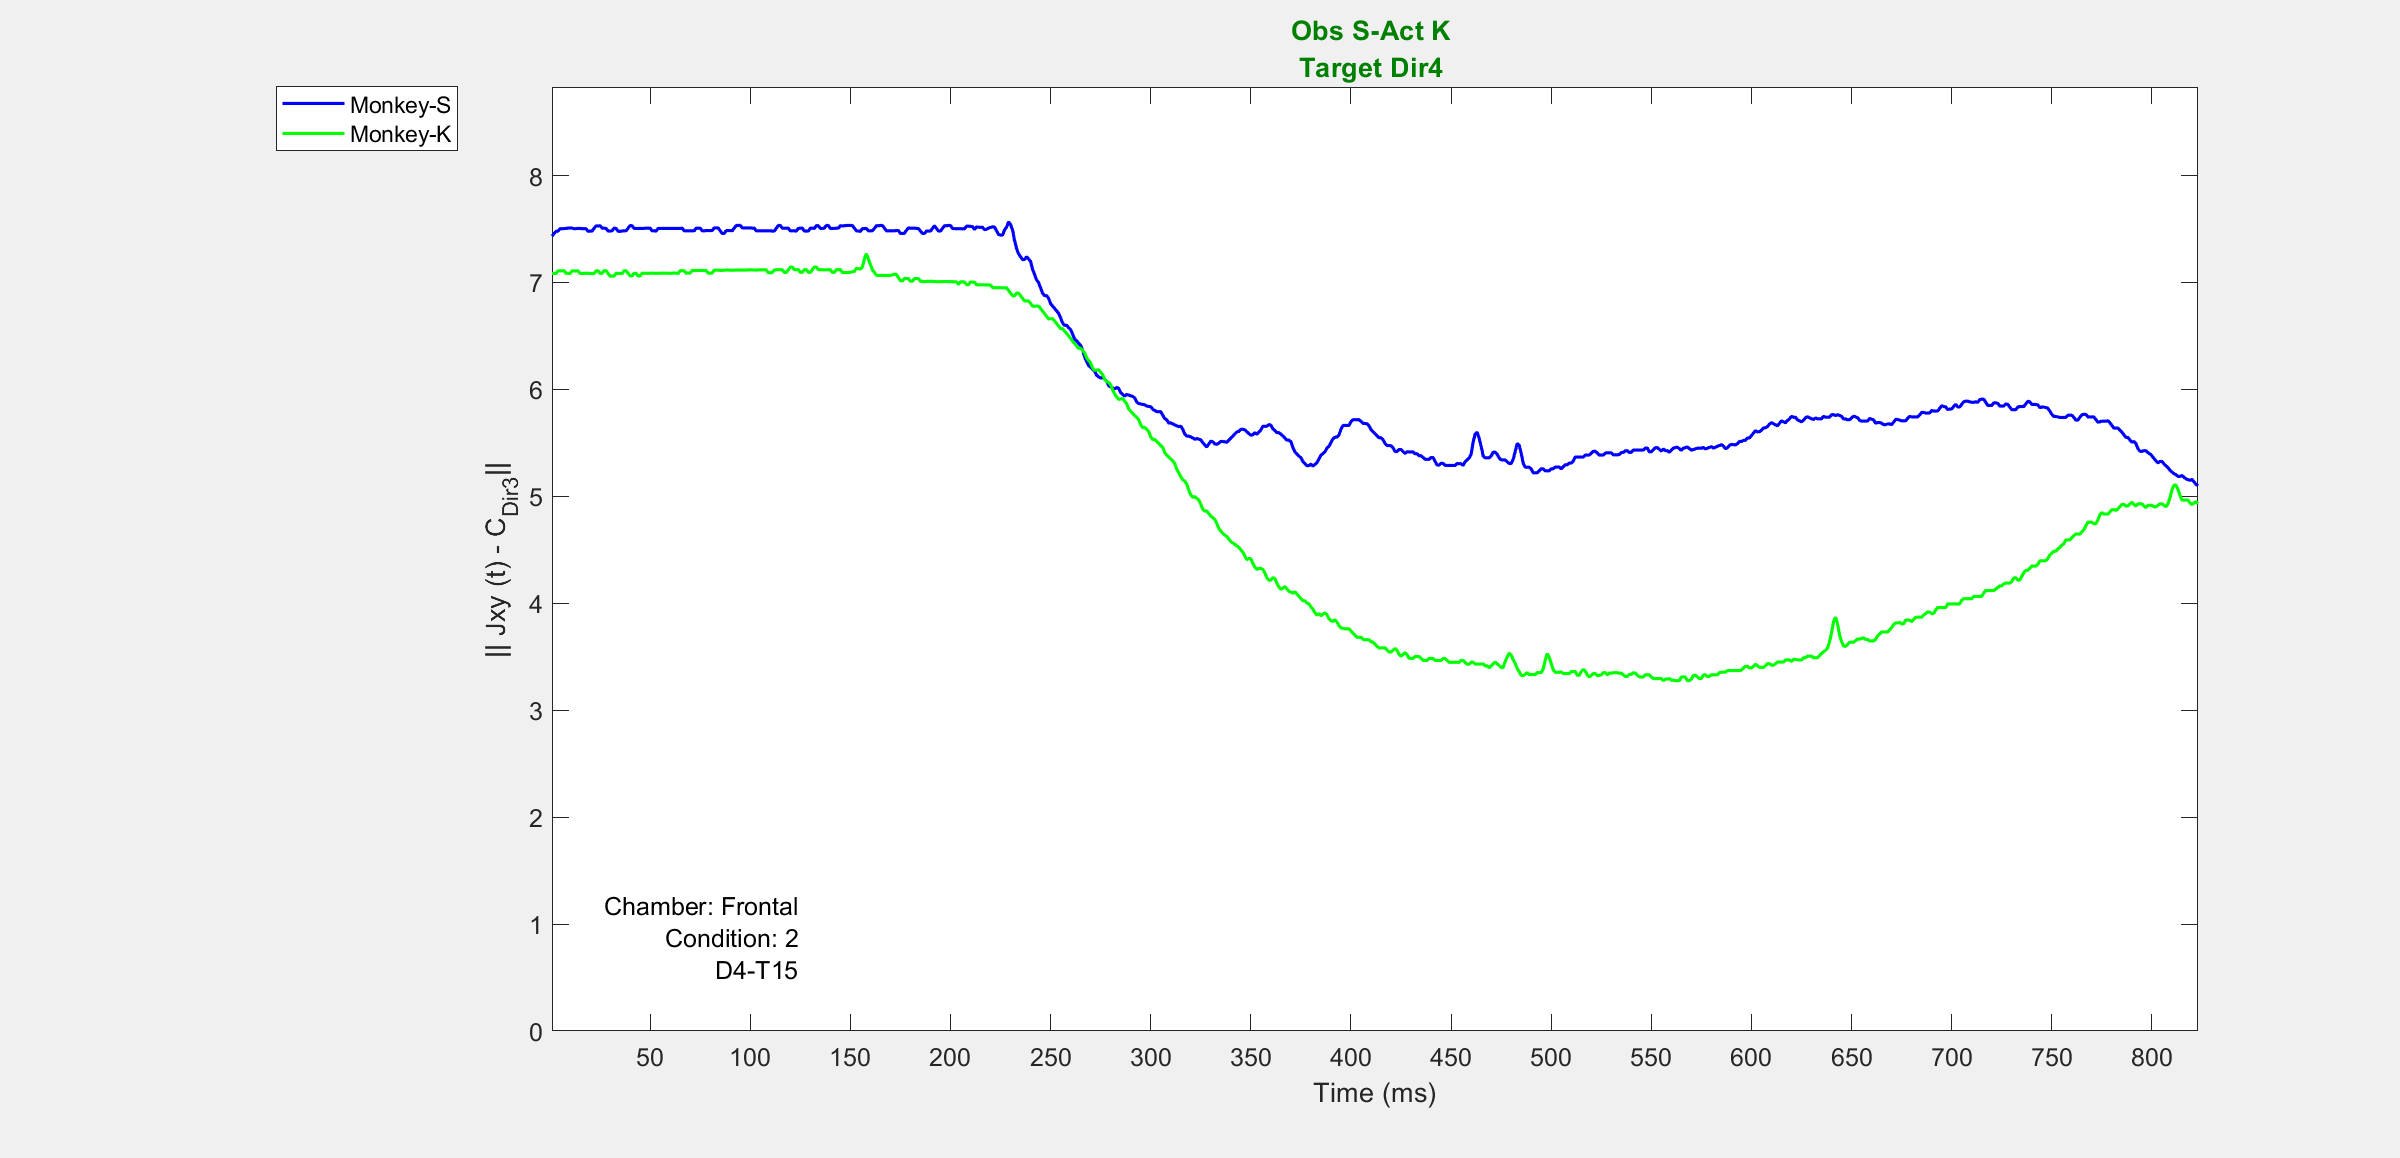 Obs S-Act K
Target Dir4
Monkey-S
Monkey-K
|| Jxy (t) - C_Dir3||
8
7
6
5
4
3
2
1
0
Chamber: Frontal
Condition: 2
D4-T15
50 100 150 200 250 300 350 400 450 500 550 600 650 700 750 800
Time (ms)